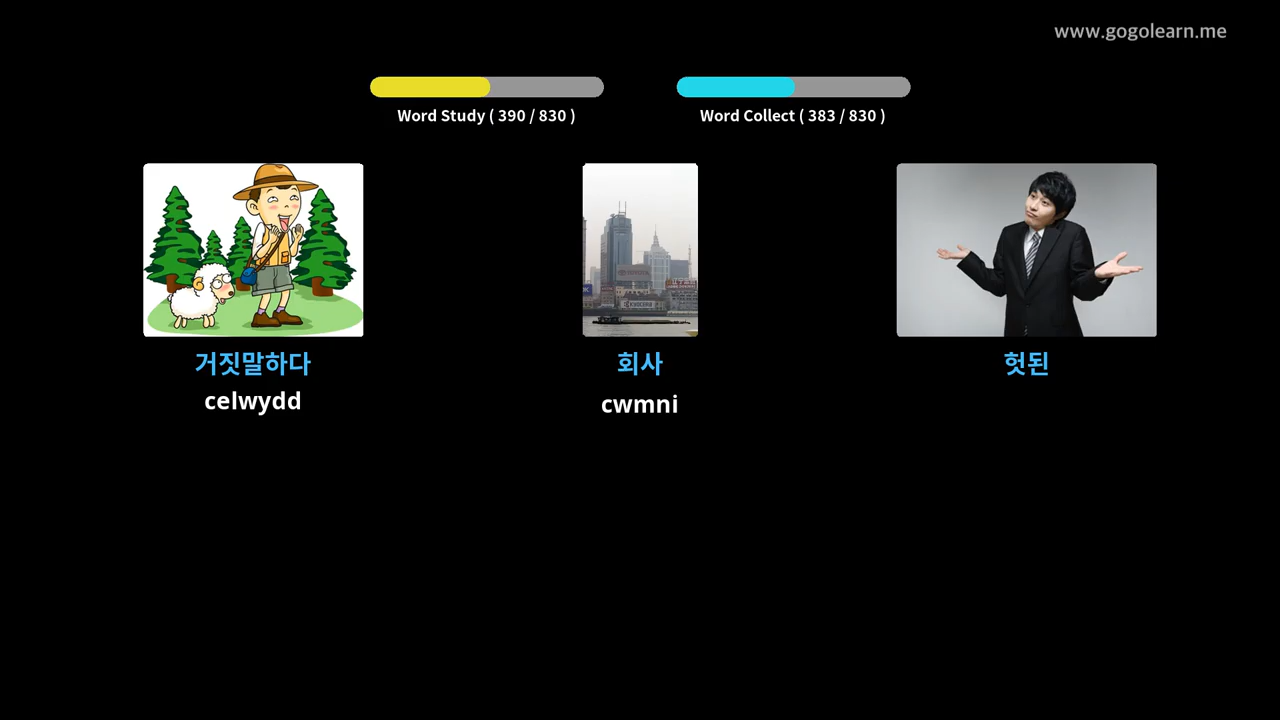 www.gogolearn.me
Word Study ( 390 / 830 )
Word Collect ( 383 / 830 )
거짓말하다
회사
헛된
celwydd
cwmni